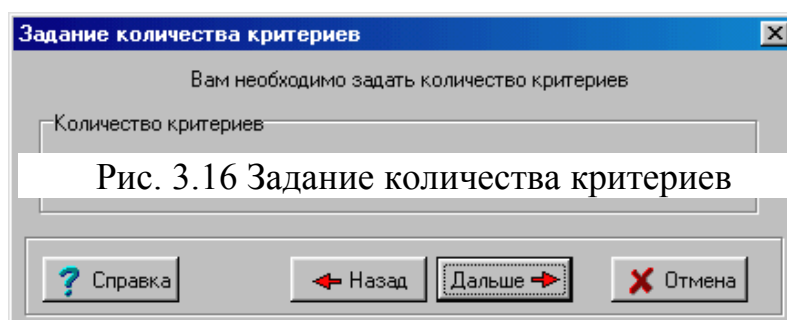 Задание количества критериев
Вам необходимо задать количество критериев
Количество критериев
Рис. 3.16 Задание количества критериев
? Справка Назад Дальше Отмена